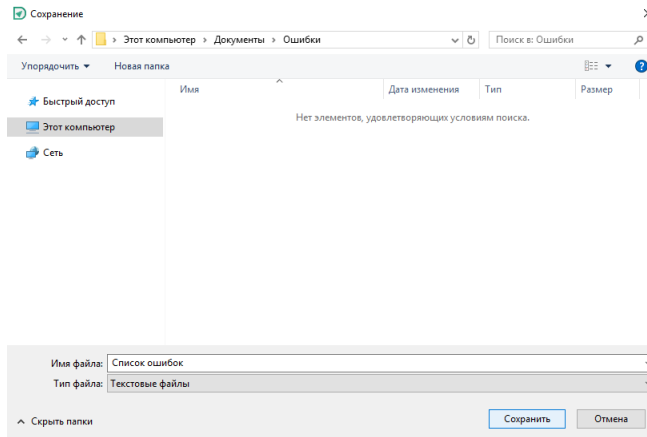 Сохранение
Этот компьютер › Документы › Ошибки
Поиск в: Ошибки
Упорядочить
Новая папка
Имя
Дата изменения
Тип
Размер
Быстрый доступ
Нет элементов, удовлетворяющих условиям поиска.
Этот компьютер
Сеть
Имя файла: Список ошибок
Тип файла: Текстовые файлы
Скрыть папки
Сохранить
Отмена